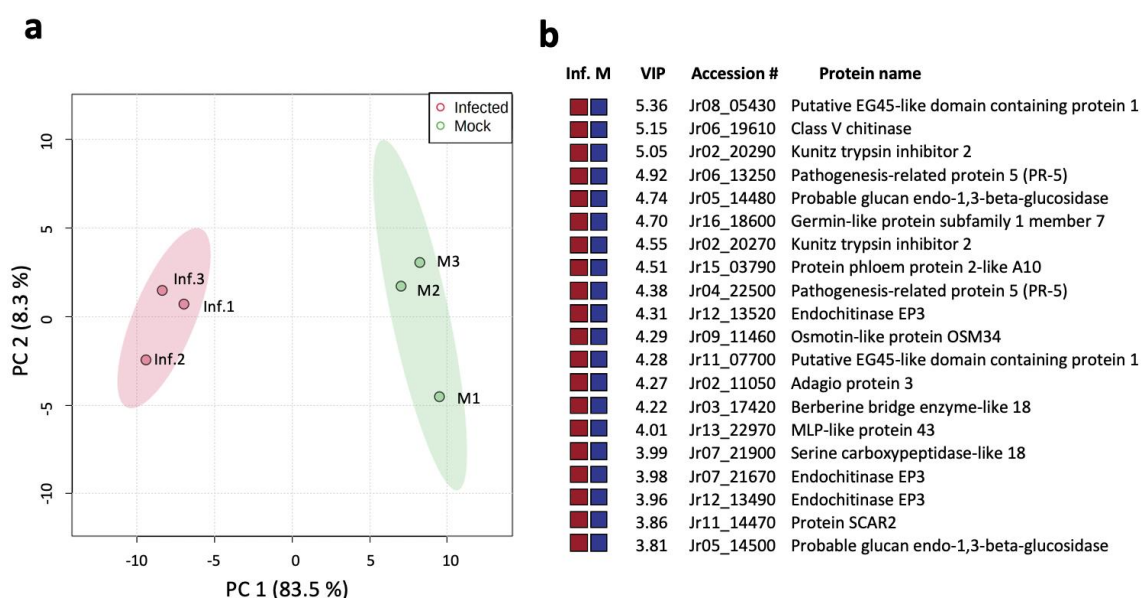 a
Infected
Mock
10
5
0
-5
-10
PC 2 (8.3 %)
Inf.3
Inf.1
Inf.2
M3
M2
M1
-10
-5
0
5
10
PC 1 (83.5 %)
b
Inf. M VIP Accession # Protein name
5.36 Jr08_05430 Putative EG45-like domain containing protein 1
5.15 Jr06_19610 Class V chitinase
5.05 Jr02_20290 Kunitz trypsin inhibitor 2
4.92 Jr06_13250 Pathogenesis-related protein 5 (PR-5)
4.74 Jr05_14480 Probable glucan endo-1,3-beta-glucosidase
4.70 Jr16_18600 Germin-like protein subfamily 1 member 7
4.55 Jr02_20270 Kunitz trypsin inhibitor 2
4.51 Jr15_03790 Protein phloem protein 2-like A10
4.38 Jr04_22500 Pathogenesis-related protein 5 (PR-5)
4.31 Jr12_13520 Endochitinase EP3
4.29 Jr09_11460 Osmotin-like protein OSM34
4.28 Jr11_07700 Putative EG45-like domain containing protein 1
4.27 Jr02_11050 Adagio protein 3
4.22 Jr03_17420 Berberine bridge enzyme-like 18
4.01 Jr13_22970 MLP-like protein 43
3.99 Jr07_21900 Serine carboxypeptidase-like 18
3.98 Jr07_21670 Endochitinase EP3
3.96 Jr12_13490 Endochitinase EP3
3.86 Jr11_14470 Protein SCAR2
3.81 Jr05_14500 Probable glucan endo-1,3-beta-glucosidase